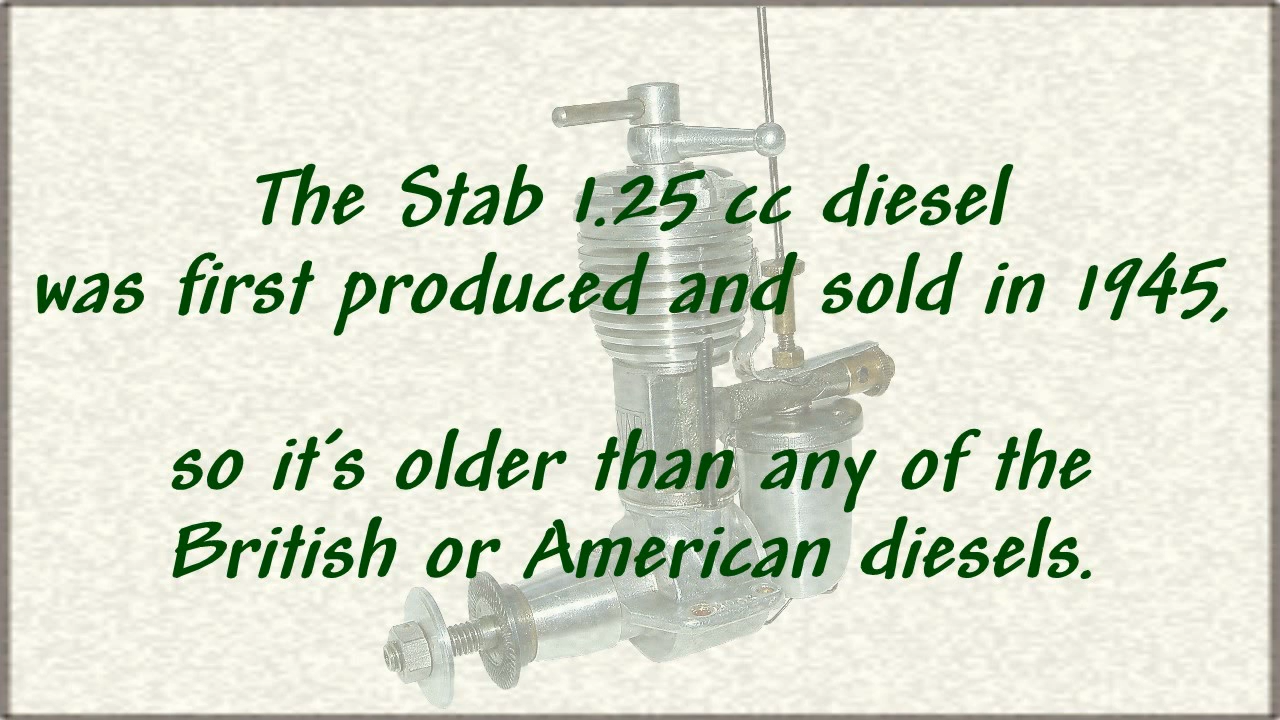 The Stab 1.25 cc diesel
was first produced and sold in 1945,
so it´s older than any of the
British or American diesels.